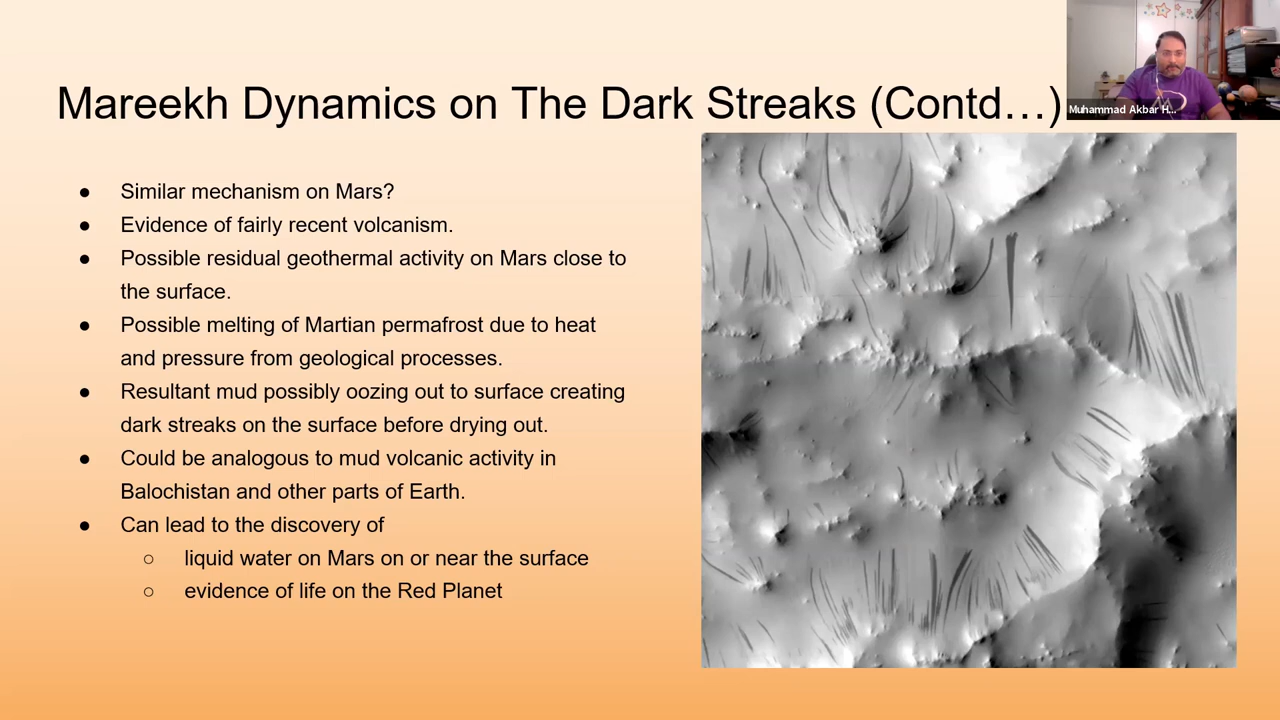 Mareekh Dynamics on The Dark Streaks (Contd…)
Muhammad Akbar H...
● Similar mechanism on Mars?
● Evidence of fairly recent volcanism.
● Possible residual geothermal activity on Mars close to
the surface.
● Possible melting of Martian permafrost due to heat
and pressure from geological processes.
● Resultant mud possibly oozing out to surface creating
dark streaks on the surface before drying out.
● Could be analogous to mud volcanic activity in
Balochistan and other parts of Earth.
● Can lead to the discovery of
○ liquid water on Mars on or near the surface
○ evidence of life on the Red Planet